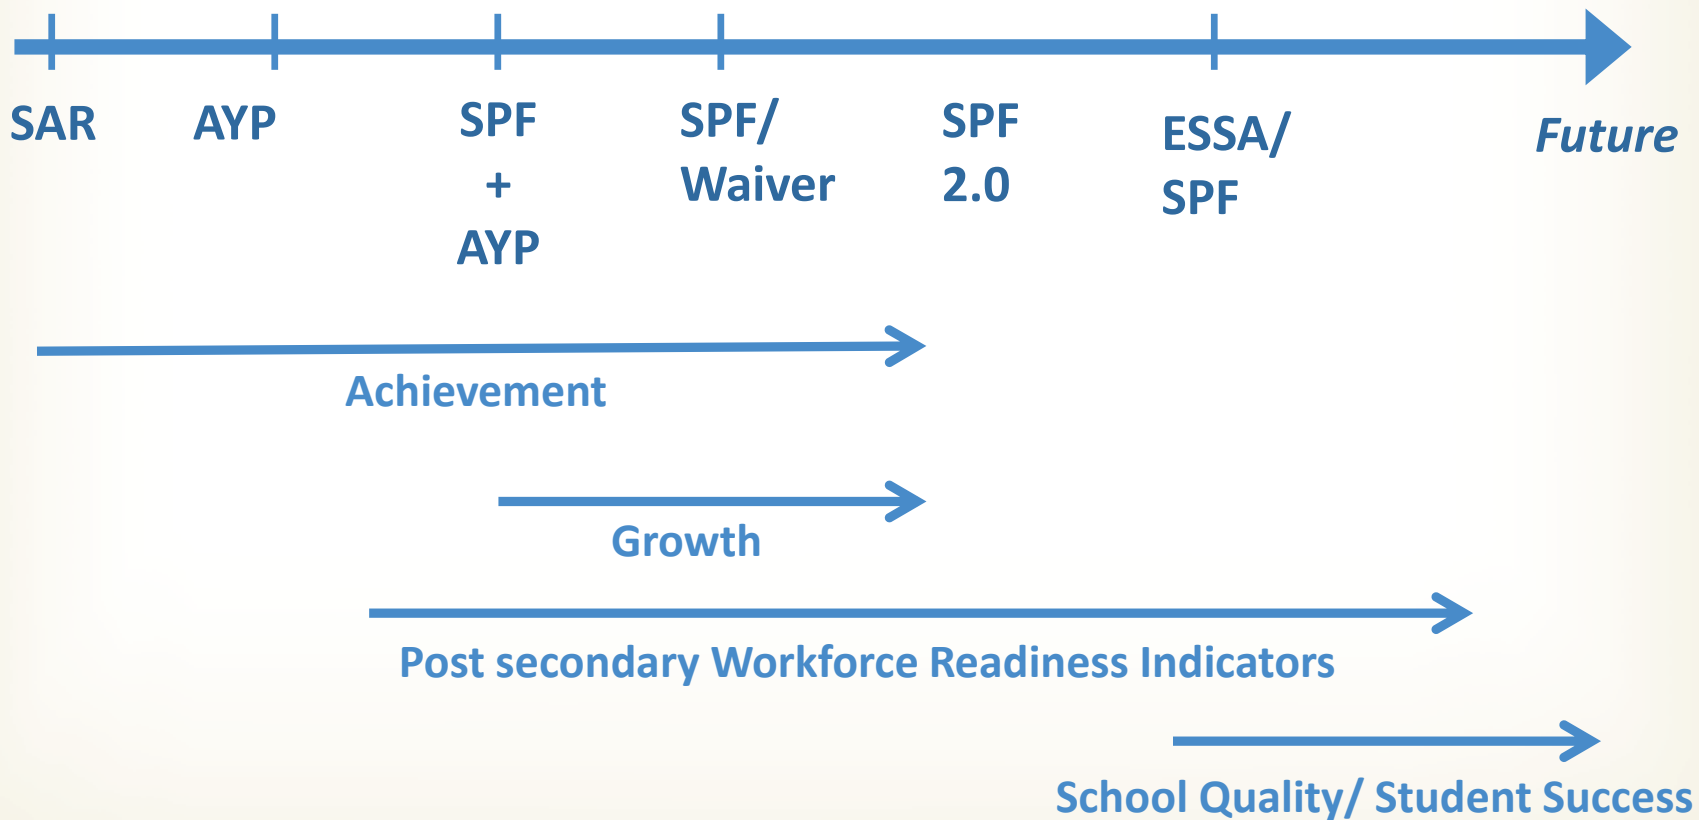 SAR
AYP
SPF
+
AYP
SPF/
Waiver
SPF
2.0
ESSA/
SPF
Future
Achievement
Growth
Post secondary Workforce Readiness Indicators
School Quality/ Student Success